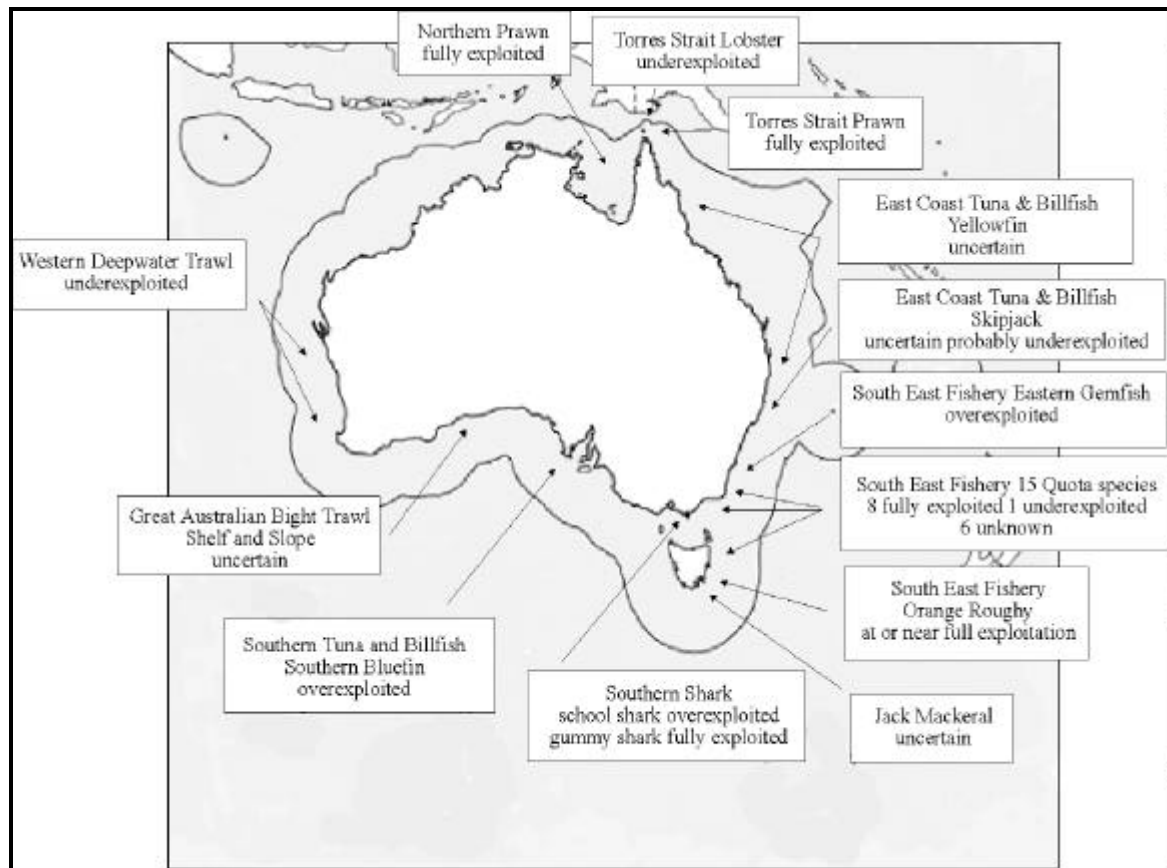 Northern Prawn
fully exploited
Torres Strait Lobster
underexploited
Torres Strait Prawn
fully exploited
East Coast Tuna & Billfish
Yellowfin
uncertain
Western Deepwater Trawl
underexploited
East Coast Tuna & Billfish
Skipjack
uncertain probably underexploited
South East Fishery Eastern Gemfish
overexploited
South East Fishery 15 Quota species
8 fully exploited 1 underexploited
6 unknown
Great Australian Bight Trawl
Shelf and Slope
uncertain
South East Fishery
Orange Roughy
at or near full exploitation
Southern Tuna and Billfish
Southern Bluefin
overexploited
Southern Shark
school shark overexploited
gummy shark fully exploited
Jack Mackeral
uncertain